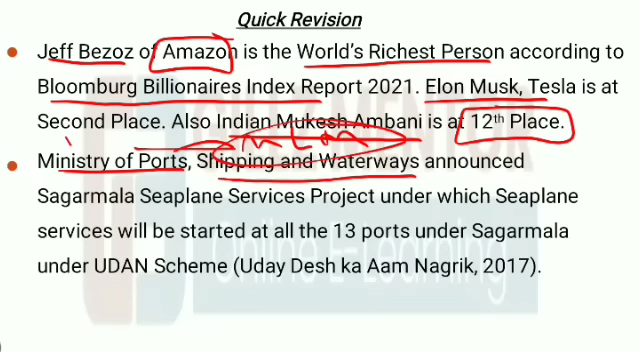 Quick Revision
Jeff Bezoz of Amazon is the World's Richest Person according to
Bloomburg Billionaires Index Report 2021. Elon Musk, Tesla is at
Second Place. Also Indian Mukesh Ambani is at 12th Place.
Ministry of Ports, Shipping and Waterways announced
Sagarmala Seaplane Services Project under which Seaplane
services will be started at all the 13 ports under Sagarmala
under UDAN Scheme (Uday Desh ka Aam Nagrik, 2017).
Online E-Learning